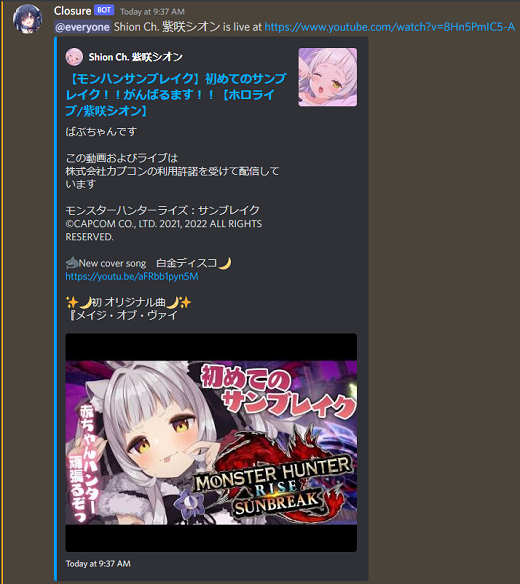 Closure BOT Today at 9:37 AM
@everyone Shion Ch. 紫咲シオン is live at https://www.youtube.com/watch?v=8Hn5PmIC5-A
Shion Ch. 紫咲シオン
【モンハンサンブレイク】初めてのサンブ
レイク！！がんばるます！！【ホロライ
ブ/紫咲シオン】
ばぶちゃんです
この動画およびライブは
株式会社カプコンの利用許諾を受けて配信して
います
モンスターハンターライズ：サンブレイク
©CAPCOM CO., LTD. 2021, 2022 ALL RIGHTS
RESERVED.
🦇New cover song　白金ディスコ🌙
https://youtu.be/aFRbb1pyn5M
✨🌙初 オリジナル曲🌙✨
『メイジ・オブ・ヴァイ
初めての
サンブレイク
赤ちゃんハンター
頑張るぞっ
MONSTER HUNTER
RISE
SUNBREAK
Today at 9:37 AM